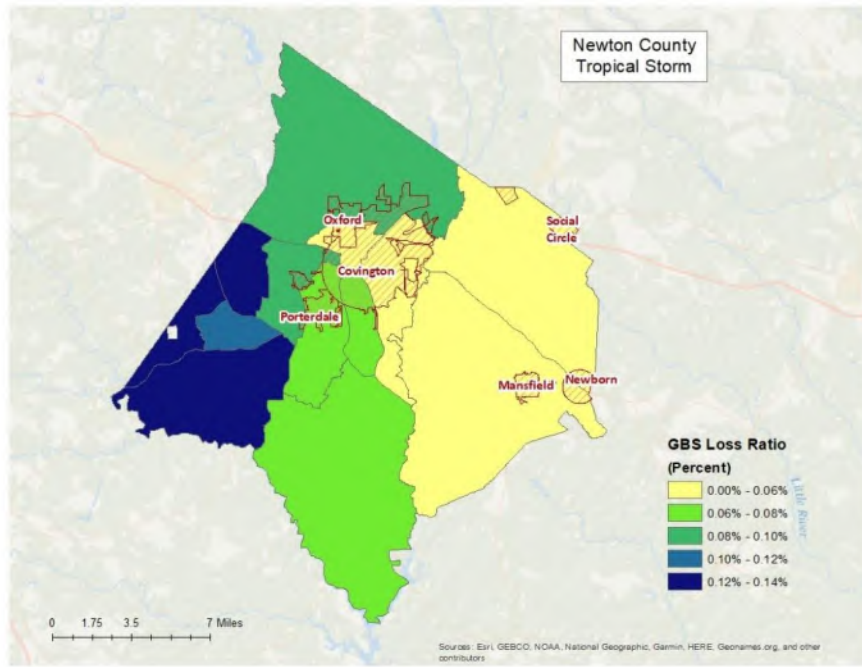 Newton County
Tropical Storm
Oxford
Social
Circle
Covington
Porterdale
Mansfield
Newborn
GBS Loss Ratio
(Percent)
0.00% - 0.06%
0.06% - 0.08%
0.08% - 0.10%
0.10% - 0.12%
0.12% - 0.14%
Little River
0 1.75 3.5 7 Miles
Sources: Esri, GEBCO, NOAA, National Geographic, Garmin, HERE, Geonames.org, and other
contributors